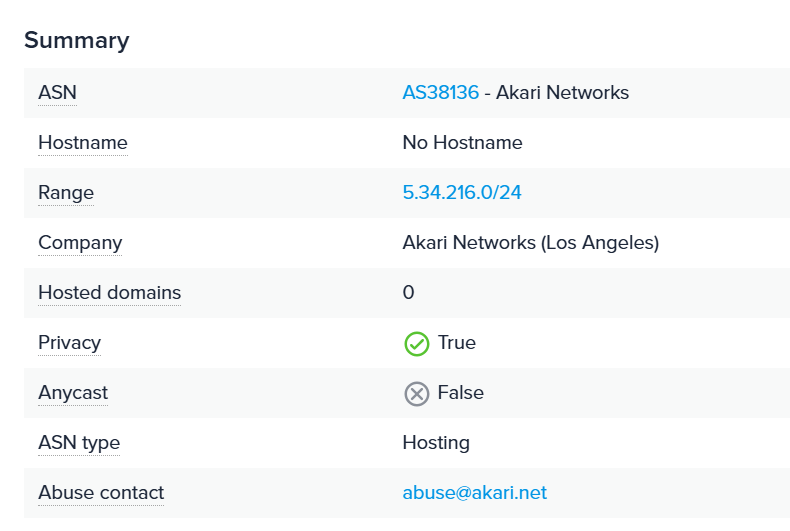 Summary
ASN AS38136 - Akari Networks
Hostname No Hostname
Range 5.34.216.0/24
Company Akari Networks (Los Angeles)
Hosted domains 0
Privacy True
Anycast False
ASN type Hosting
Abuse contact abuse@akari.net